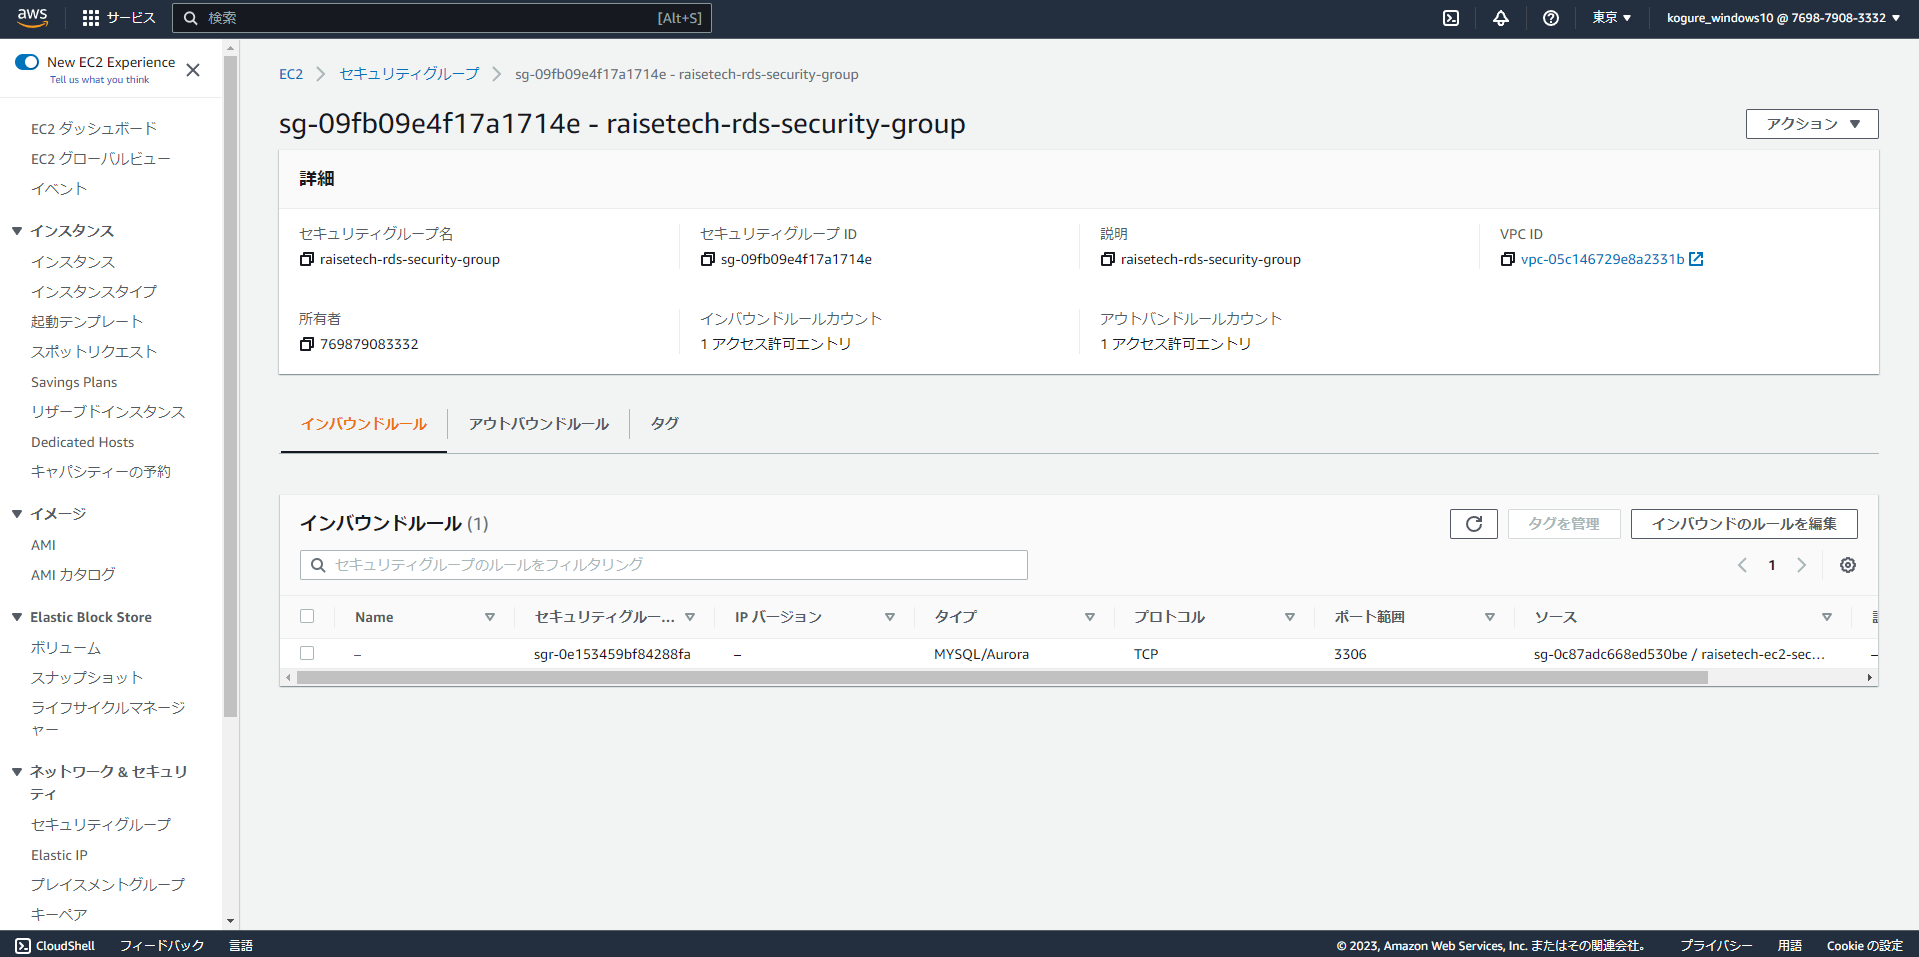 aws サービス 検索 [Alt+S] 東京 ▼ kogure_windows10 @ 7698-7908-3332 ▼
New EC2 Experience
Tell us what you think
EC2 ダッシュボード
EC2 グローバルビュー
イベント
インスタンス
インスタンス
インスタンスタイプ
起動テンプレート
スポットリクエスト
Savings Plans
リザーブドインスタンス
Dedicated Hosts
キャパシティーの予約
イメージ
AMI
AMI カタログ
Elastic Block Store
ボリューム
スナップショット
ライフサイクルマネージ
ャー
ネットワーク & セキュリ
ティ
セキュリティグループ
Elastic IP
プレイスメントグループ
キーペア
EC2 セキュリティグループ sg-09fb09e4f17a1714e - raisetech-rds-security-group
sg-09fb09e4f17a1714e - raisetech-rds-security-group
アクション ▼
詳細
セキュリティグループ名
raisetech-rds-security-group
セキュリティグループ ID
sg-09fb09e4f17a1714e
説明
raisetech-rds-security-group
VPC ID
vpc-05c146729e8a2331b
所有者
769879083332
インバウンドルールカウント
1 アクセス許可エントリ
アウトバンドルールカウント
1 アクセス許可エントリ
インバウンドルール アウトバウンドルール タグ
インバウンドルール (1)
タグを管理 インバウンドのルールを編集
セキュリティグループのルールをフィルタリング
1
Name セキュリティグルー... IP バージョン タイプ プロトコル ポート範囲 ソース
– sgr-0e153459bf84288fa – MYSQL/Aurora TCP 3306 sg-0c87adc668ed530be / raisetech-ec2-sec... –
CloudShell フィードバック 言語 © 2023, Amazon Web Services, Inc. またはその関連会社。 プライバシー 用語 Cookie の設定